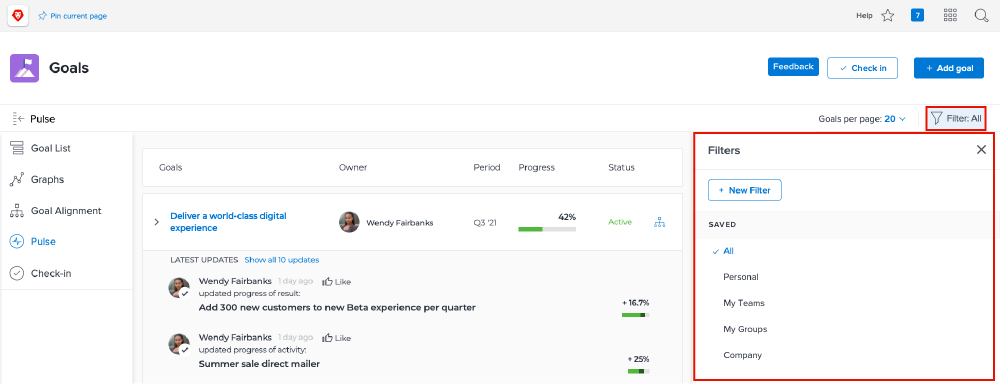 Pin current page
Help
7
Goals
Feedback
Check in
+ Add goal
Pulse
Goals per page: 20
Filter: All
Goal List
Graphs
Goal Alignment
Pulse
Check-in
Goals Owner Period Progress Status
Deliver a world-class digital
experience
Wendy Fairbanks
Q3 '21
42%
Active
LATEST UPDATES Show all 10 updates
Wendy Fairbanks 1 day ago Like
updated progress of result:
Add 300 new customers to new Beta experience per quarter
+ 16.7%
Wendy Fairbanks 1 day ago Like
updated progress of activity:
Summer sale direct mailer
+ 25%
Filters
+ New Filter
SAVED
All
Personal
My Teams
My Groups
Company